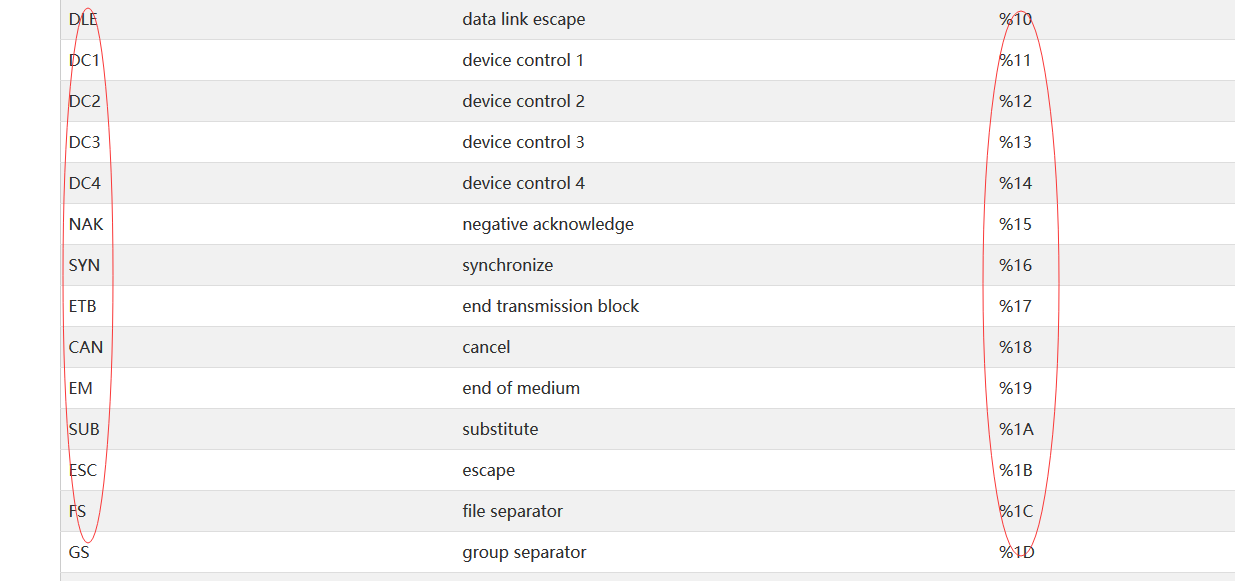 DLE data link escape %10
DC1 device control 1 %11
DC2 device control 2 %12
DC3 device control 3 %13
DC4 device control 4 %14
NAK negative acknowledge %15
SYN synchronize %16
ETB end transmission block %17
CAN cancel %18
EM end of medium %19
SUB substitute %1A
ESC escape %1B
FS file separator %1C
GS group separator %1D